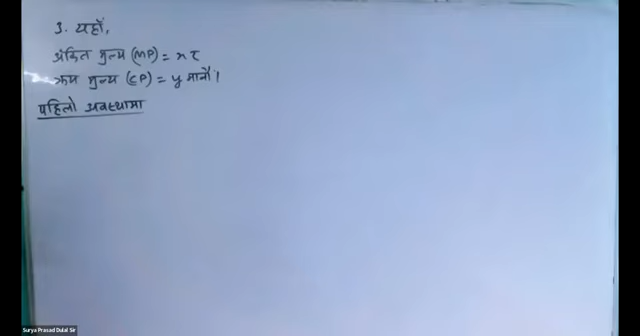 3. यहाँ,
अंकित मुल्य (MP) = x र
क्रय मुल्य (CP) = y मानौं।
पहिलो अवस्थामा
Surya Prasad Dulal Sir